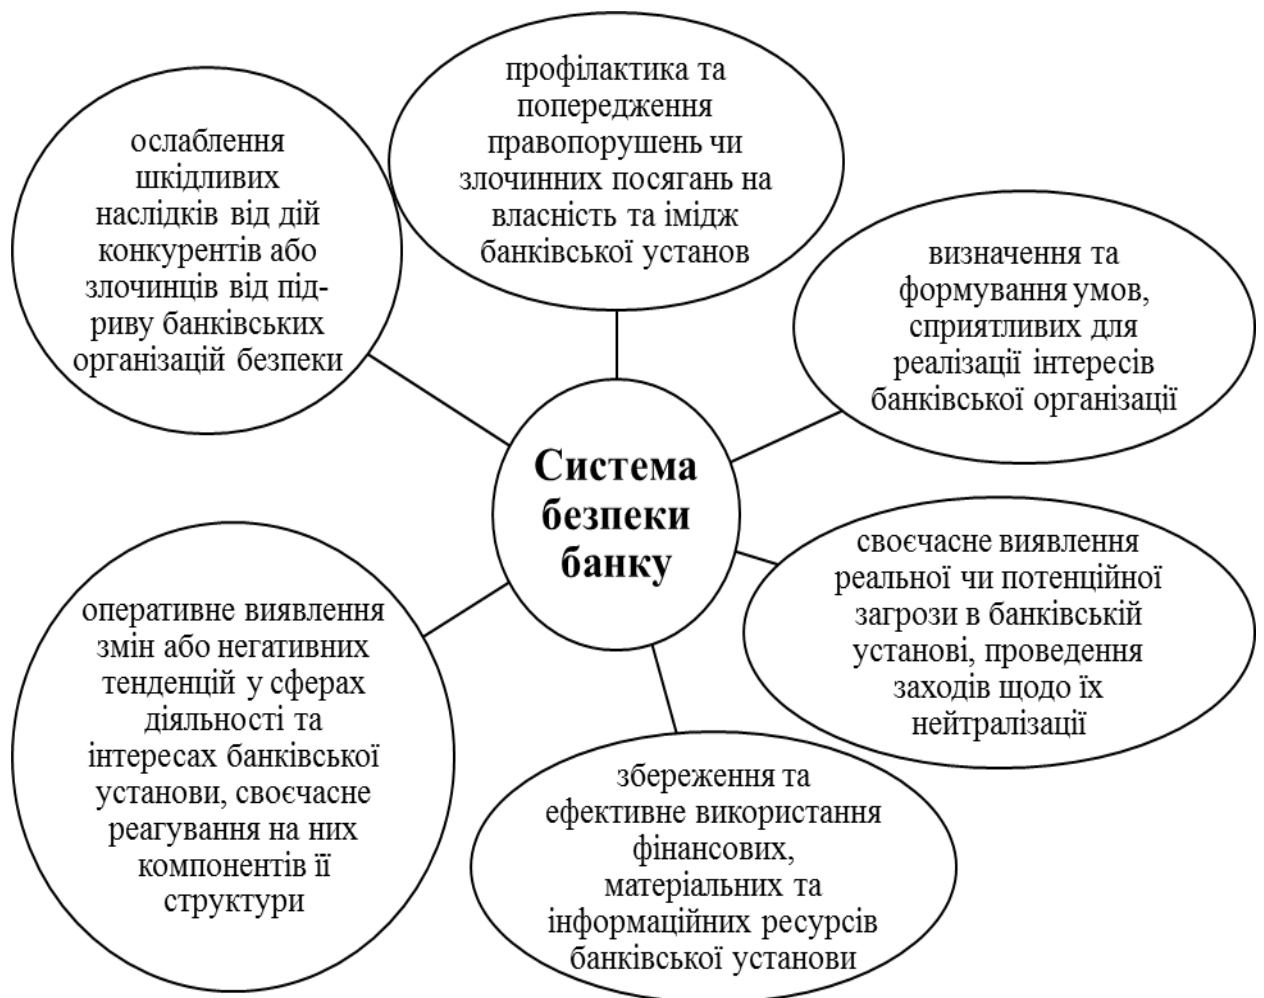 профілактика та
попередження
правопорушень чи
злочинних посягань на
власність та імідж
банківської установ
ослаблення
шкідливих
наслідків від дій
конкурентів або
злочинців від під-
риву банківських
організацій безпеки
визначення та
формування умов,
сприятливих для
реалізації інтересів
банківської організації
Система
безпеки
банку
своєчасне виявлення
реальної чи потенційної
загрози в банківській
установі, проведення
заходів щодо їх
нейтралізації
оперативне виявлення
змін або негативних
тенденцій у сферах
діяльності та
інтересах банківської
установи, своєчасне
реагування на них
компонентів її
структури
збереження та
ефективне використання
фінансових,
матеріальних та
інформаційних ресурсів
банківської установи